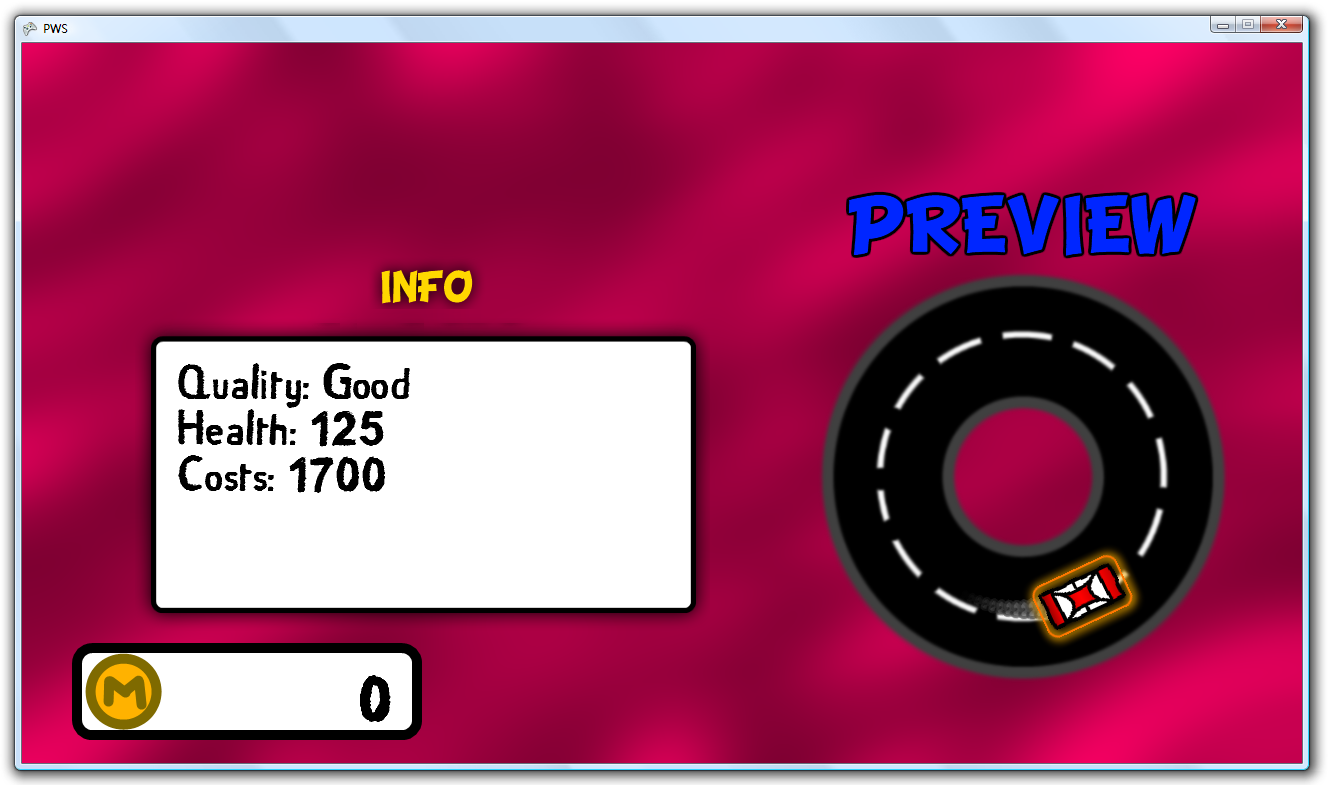 PWS
PREVIEW
INFO
Quality: Good
Health: 125
Costs: 1700
M
0